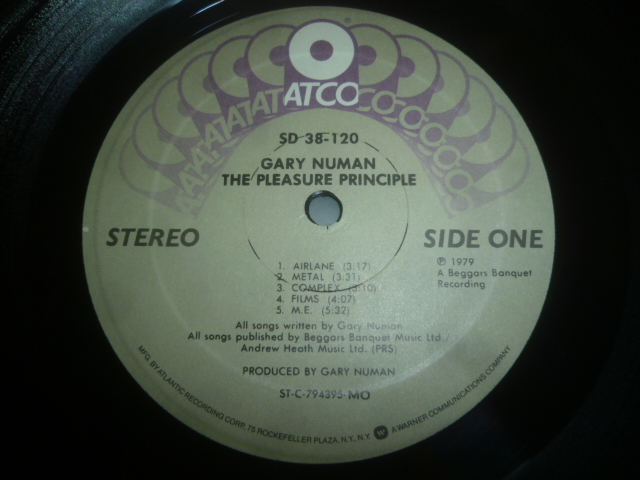 ATCO
SD 38-120
GARY NUMAN
THE PLEASURE PRINCIPLE
STEREO
SIDE ONE
℗ 1979
A Beggars Banquet
Recording
1. AIRLANE (3:17)
2. METAL (3:31)
3. COMPLEX (3:10)
4. FILMS (4:07)
5. M.E. (5:32)
All songs written by Gary Numan
All songs published by Beggars Banquet Music Ltd./
Andrew Heath Music Ltd. (PRS)
PRODUCED BY GARY NUMAN
ST-C-794395-MO
MFG. BY ATLANTIC RECORDING CORP., 75 ROCKEFELLER PLAZA, N.Y., N.Y. A WARNER COMMUNICATIONS COMPANY